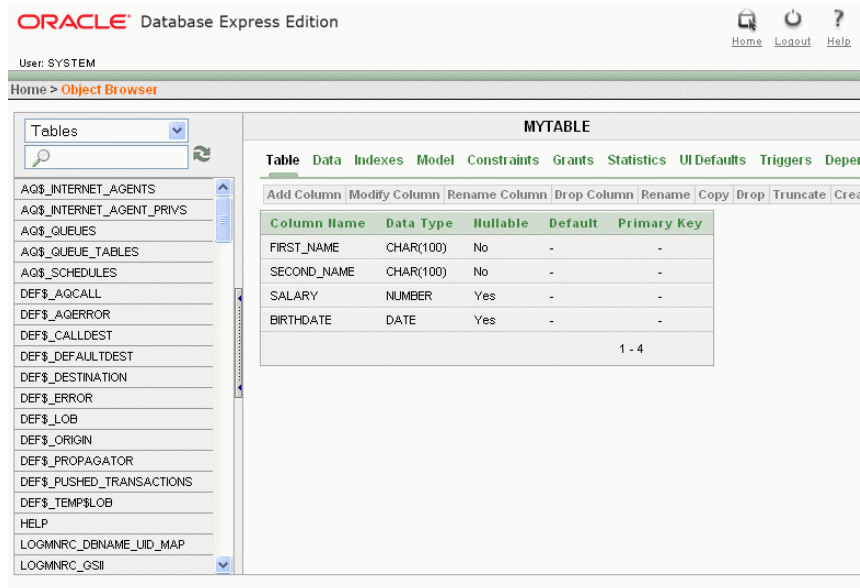 ORACLE® Database Express Edition
Home Logout Help
User: SYSTEM
Home > Object Browser
Tables
AQ$_INTERNET_AGENTS
AQ$_INTERNET_AGENT_PRIVS
AQ$_QUEUES
AQ$_QUEUE_TABLES
AQ$_SCHEDULES
DEF$_AQCALL
DEF$_AQERROR
DEF$_CALLDEST
DEF$_DEFAULTDEST
DEF$_DESTINATION
DEF$_ERROR
DEF$_LOB
DEF$_ORIGIN
DEF$_PROPAGATOR
DEF$_PUSHED_TRANSACTIONS
DEF$_TEMP$LOB
HELP
LOGMNRC_DBNAME_UID_MAP
LOGMNRC_GSII
MYTABLE
Table Data Indexes Model Constraints Grants Statistics UI Defaults Triggers Depen
Add Column Modify Column Rename Column Drop Column Rename Copy Drop Truncate Crea
Column Name Data Type Nullable Default Primary Key
FIRST_NAME CHAR(100) No - -
SECOND_NAME CHAR(100) No - -
SALARY NUMBER Yes - -
BIRTHDATE DATE Yes - -
1 - 4